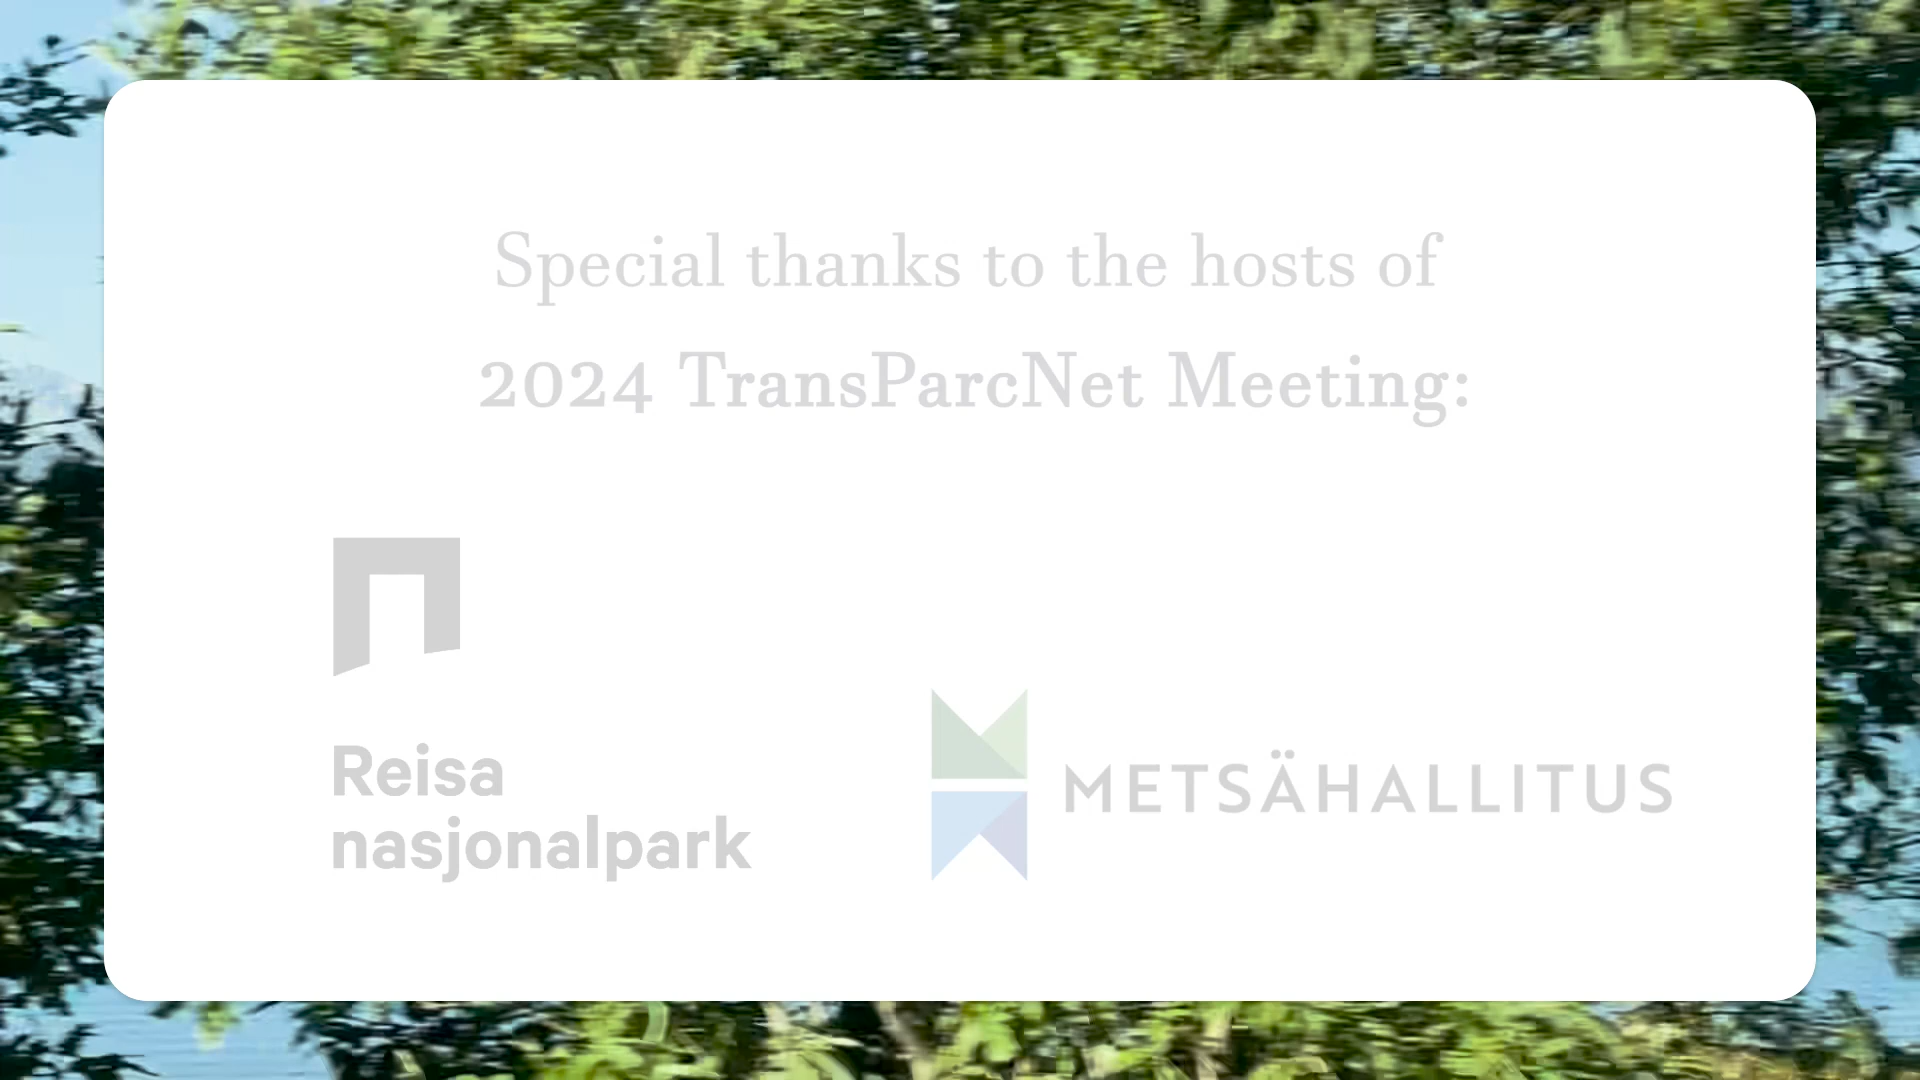 Special thanks to the hosts of
2024 TransParcNet Meeting:
Reisa
nasjonalpark
METSÄHALLITUS